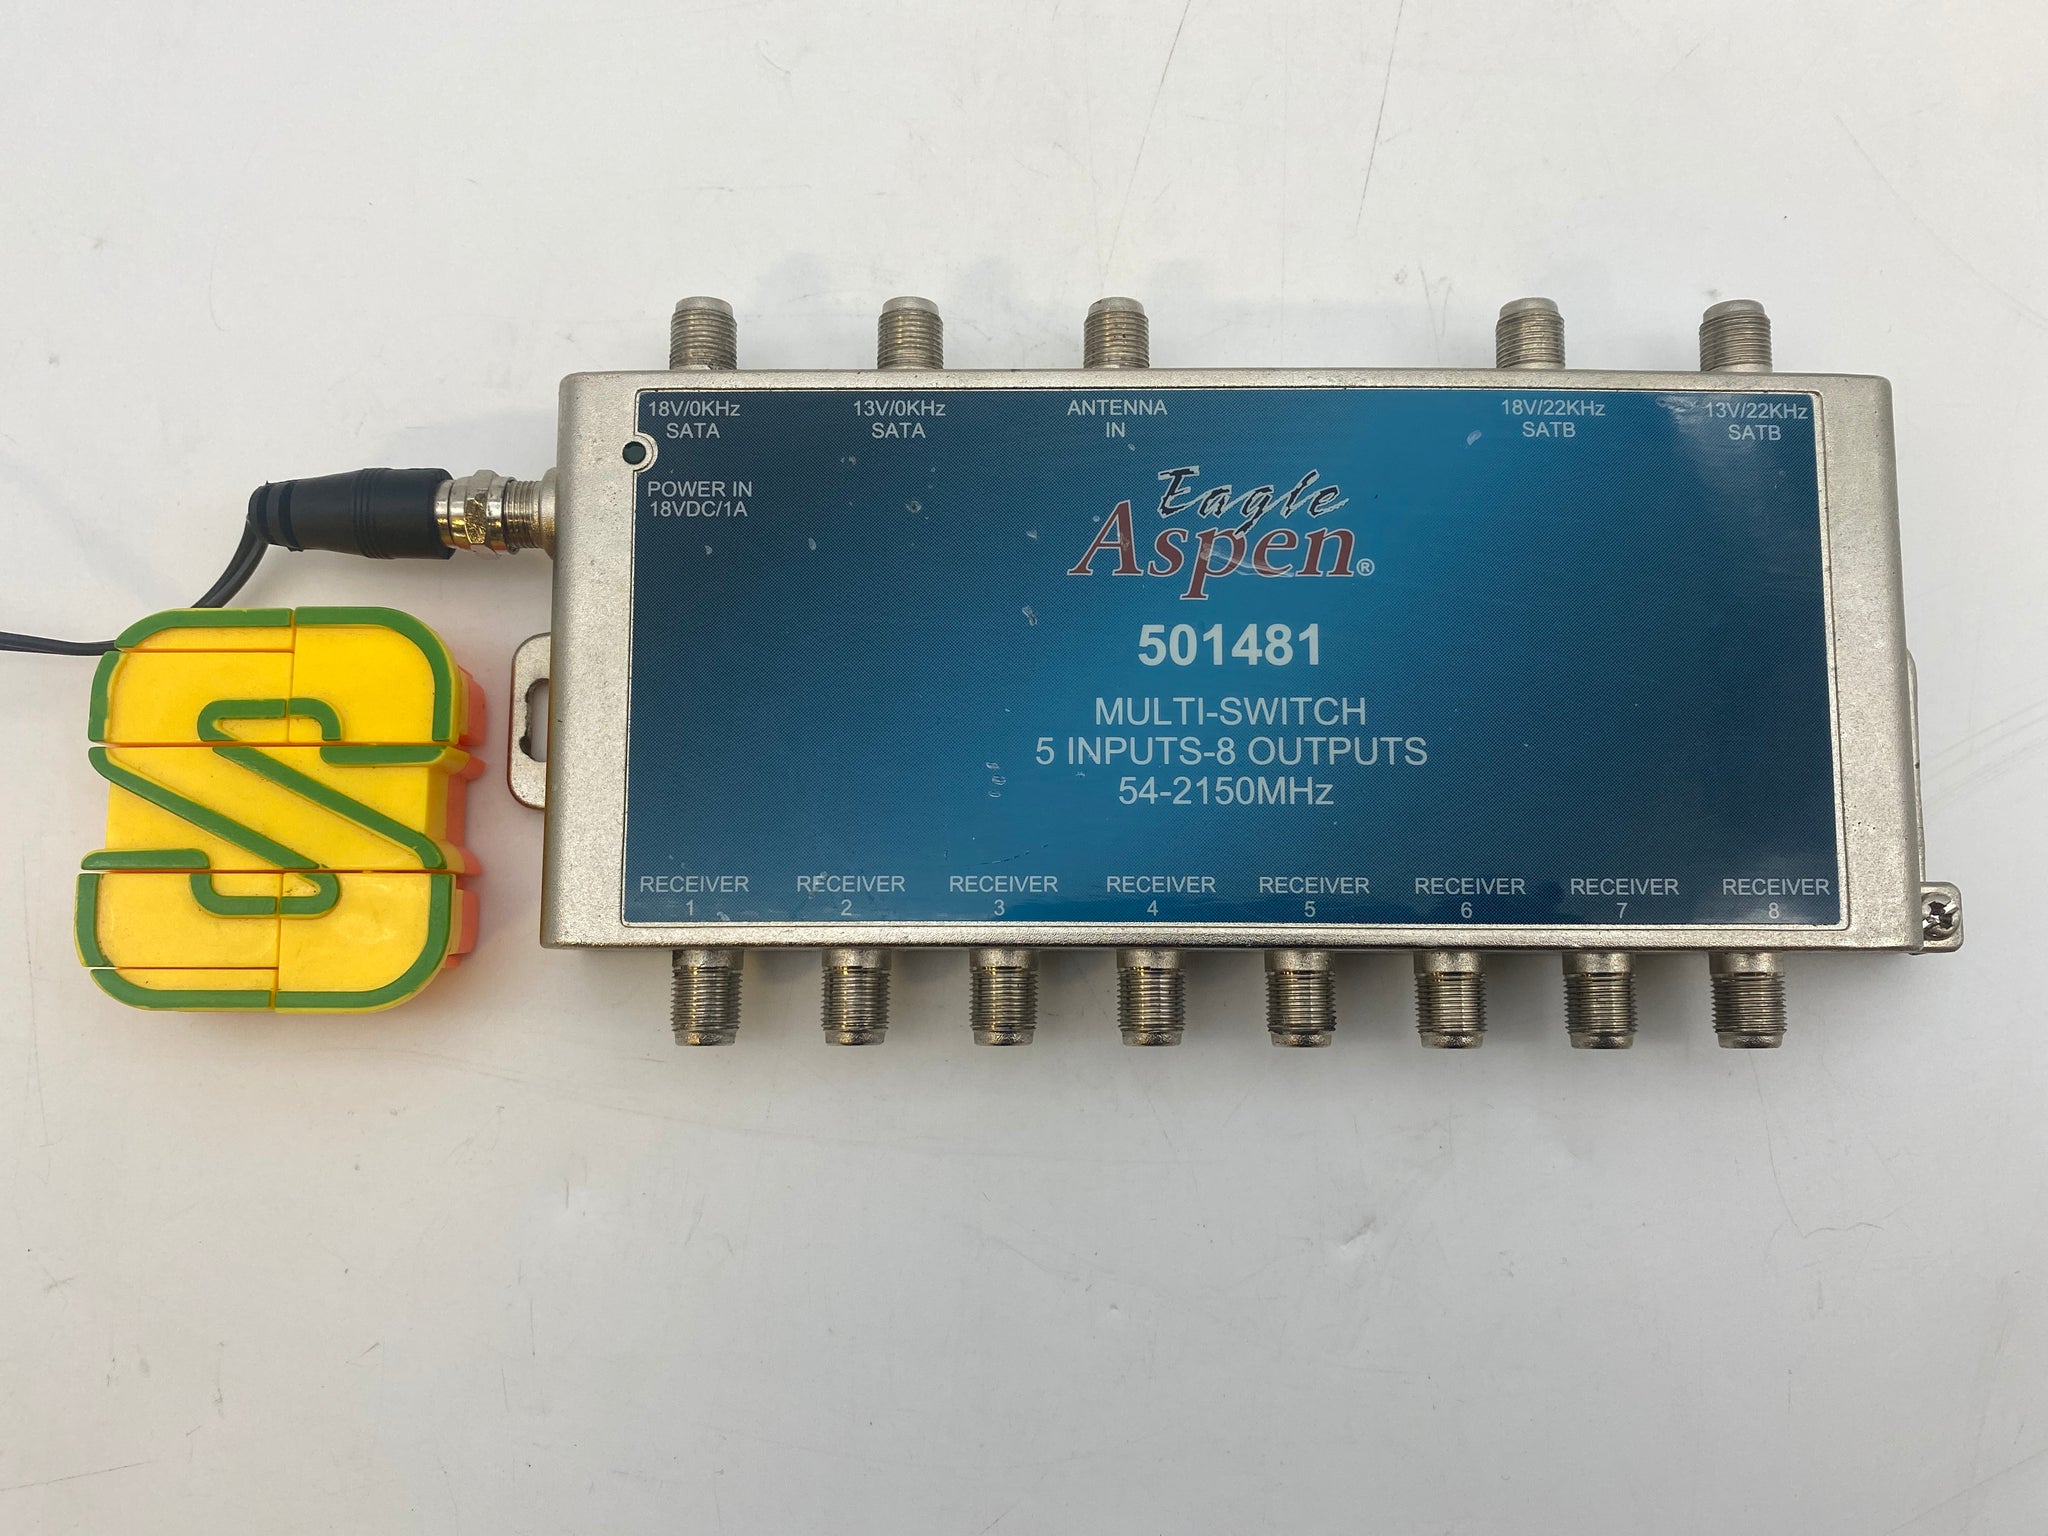 18V/0KHz
SATA
13V/0KHz
SATA
ANTENNA
IN
18V/22KHz
SATB
13V/22KHz
SATB
POWER IN
18VDC/1A
Eagle
Aspen®
501481
MULTI-SWITCH
5 INPUTS-8 OUTPUTS
54-2150MHz
RECEIVER
1
RECEIVER
2
RECEIVER
3
RECEIVER
4
RECEIVER
5
RECEIVER
6
RECEIVER
7
RECEIVER
8
S